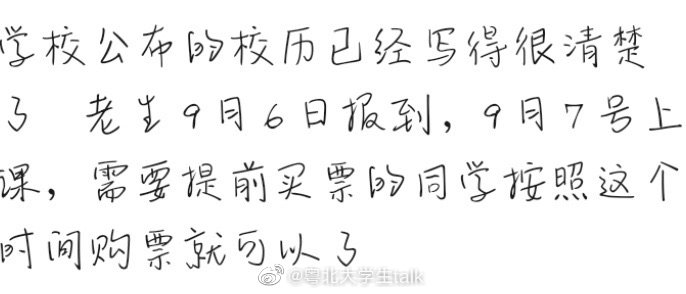 学校公布的校历已经写得很清楚
了 老生9月6日报到，9月7号上
课，需要提前买票的同学按照这个
时间购票就可以了
@粤北大学生talk